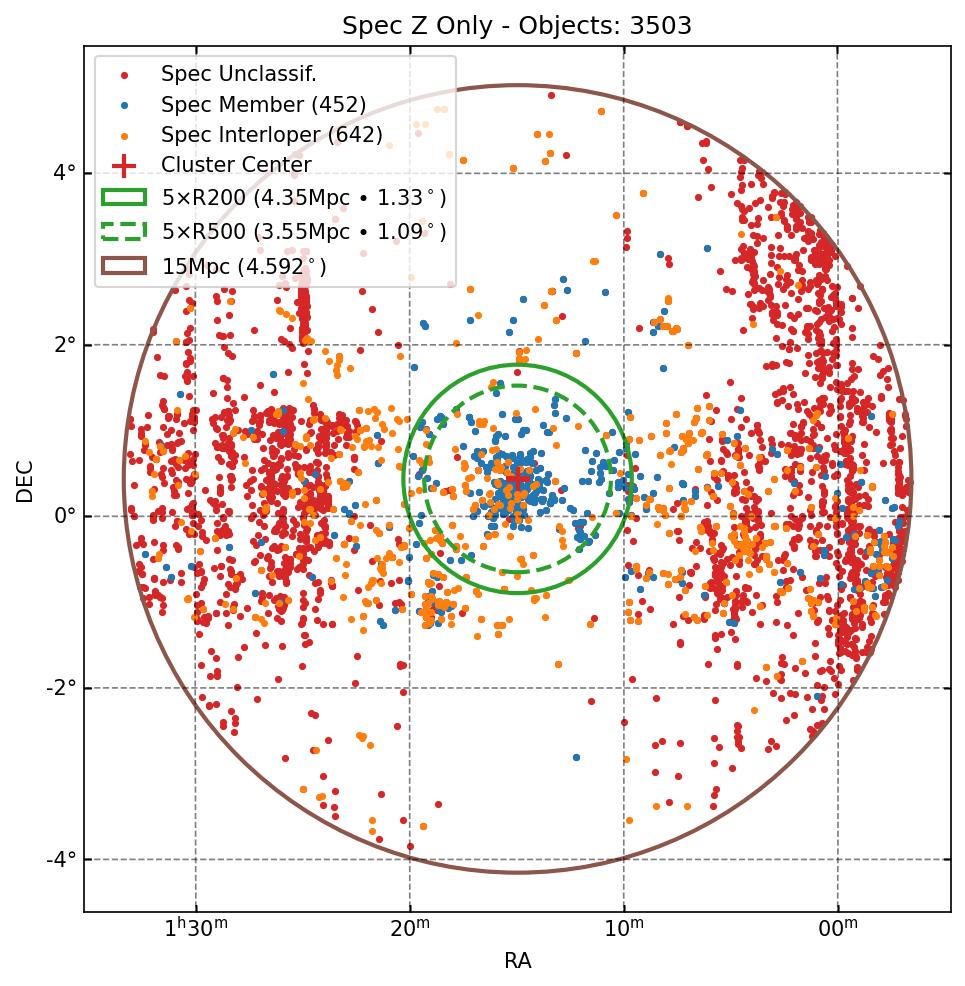 Spec Z Only - Objects: 3503
Spec Unclassif.
Spec Member (452)
Spec Interloper (642)
Cluster Center
5×R200 (4.35Mpc • 1.33°)
5×R500 (3.55Mpc • 1.09°)
15Mpc (4.592°)
4°
2°
0°
-2°
-4°
DEC
1h30m 20m 10m 00m
RA